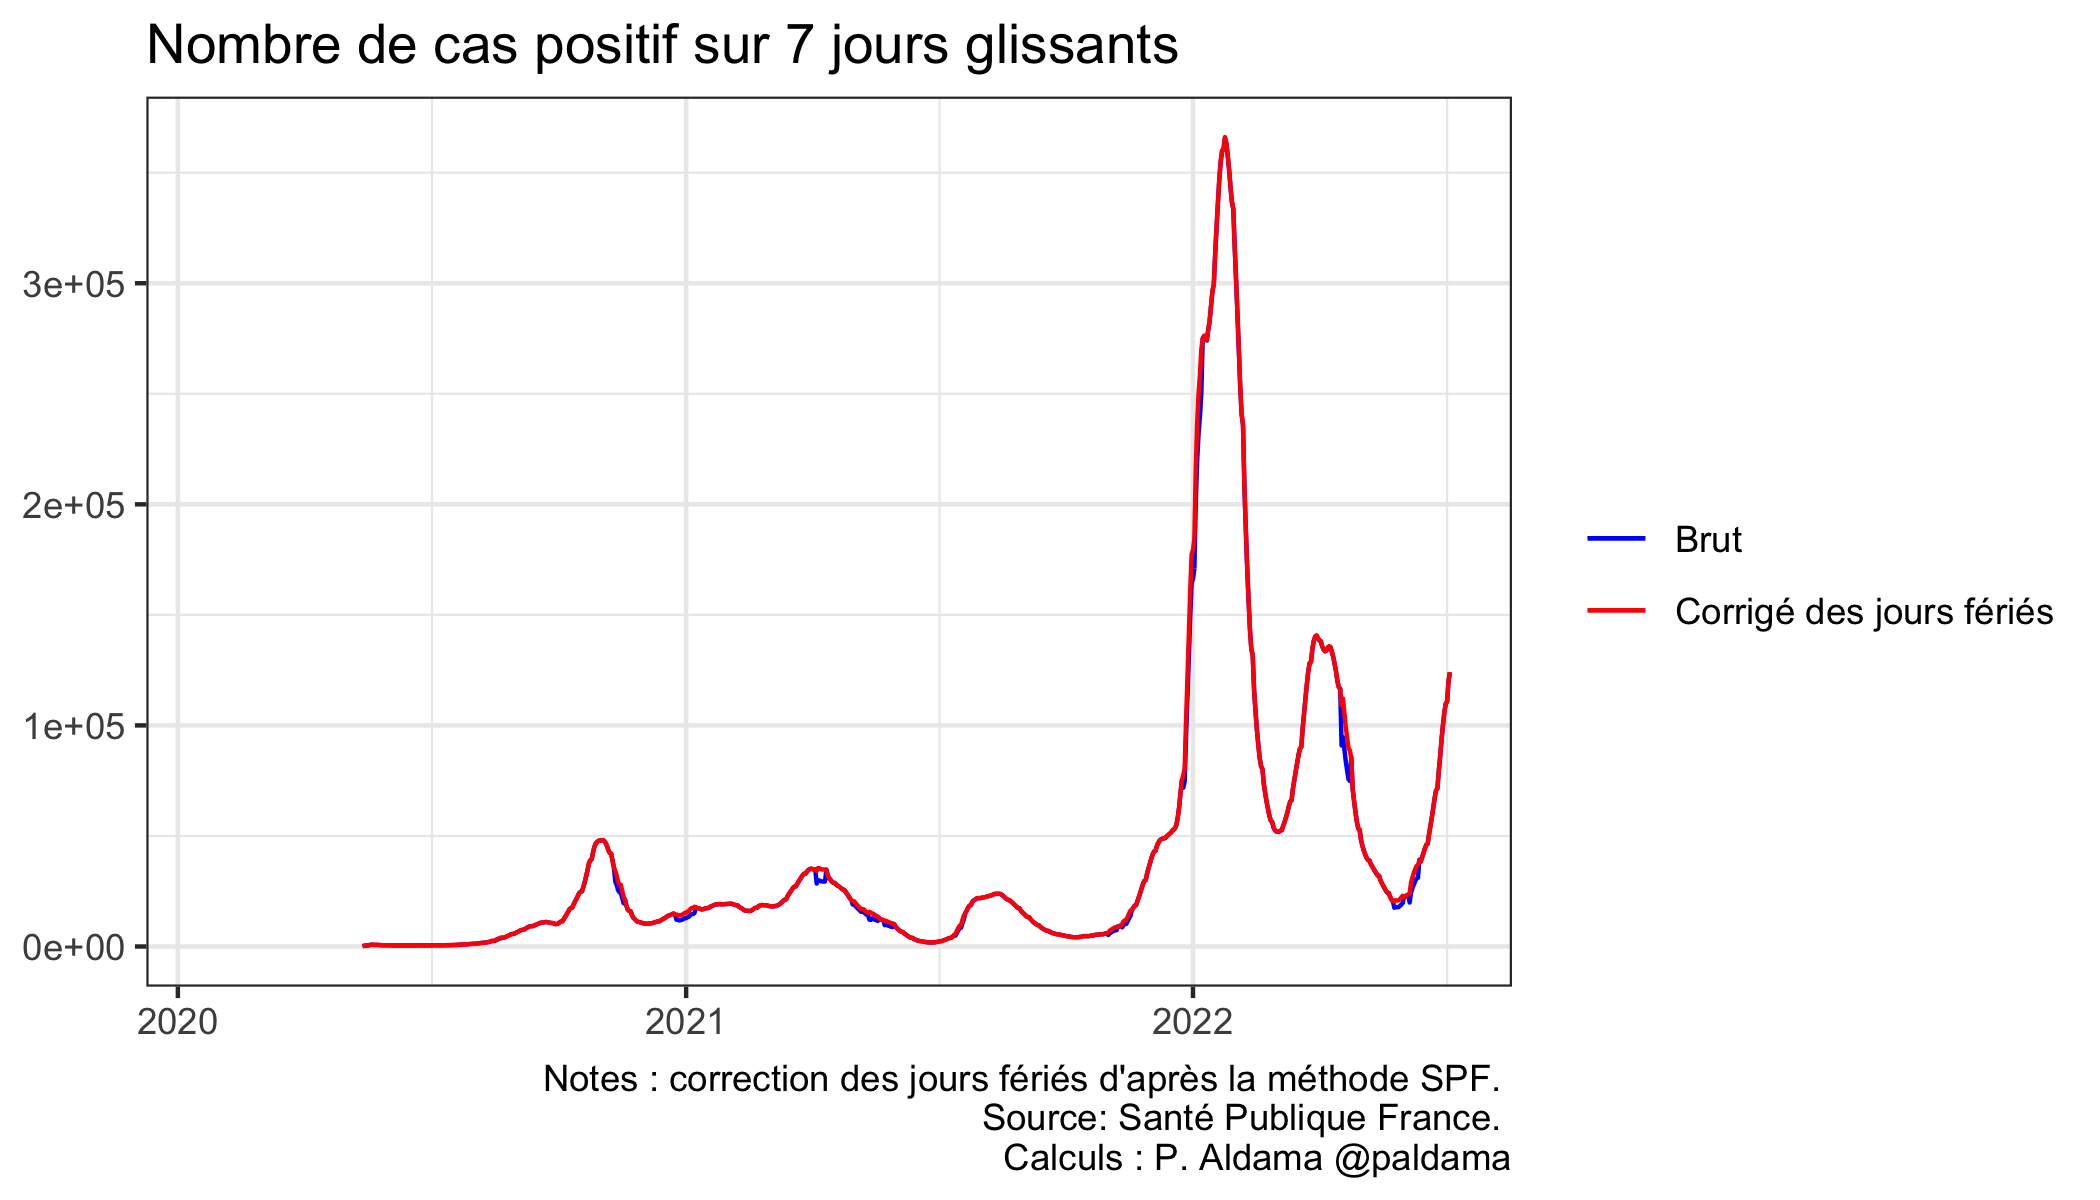 Nombre de cas positif sur 7 jours glissants
3e+05
2e+05
1e+05
0e+00
2020
2021
2022
Brut
Corrigé des jours fériés
Notes : correction des jours fériés d'après la méthode SPF.
Source: Santé Publique France.
Calculs : P. Aldama @paldama